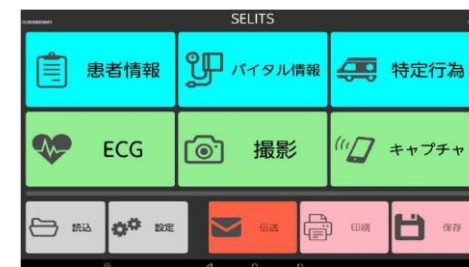 SELITS
患者情報
バイタル情報
特定行為
ECG
撮影
キャプチャ
読込
設定
伝送
印刷
保存